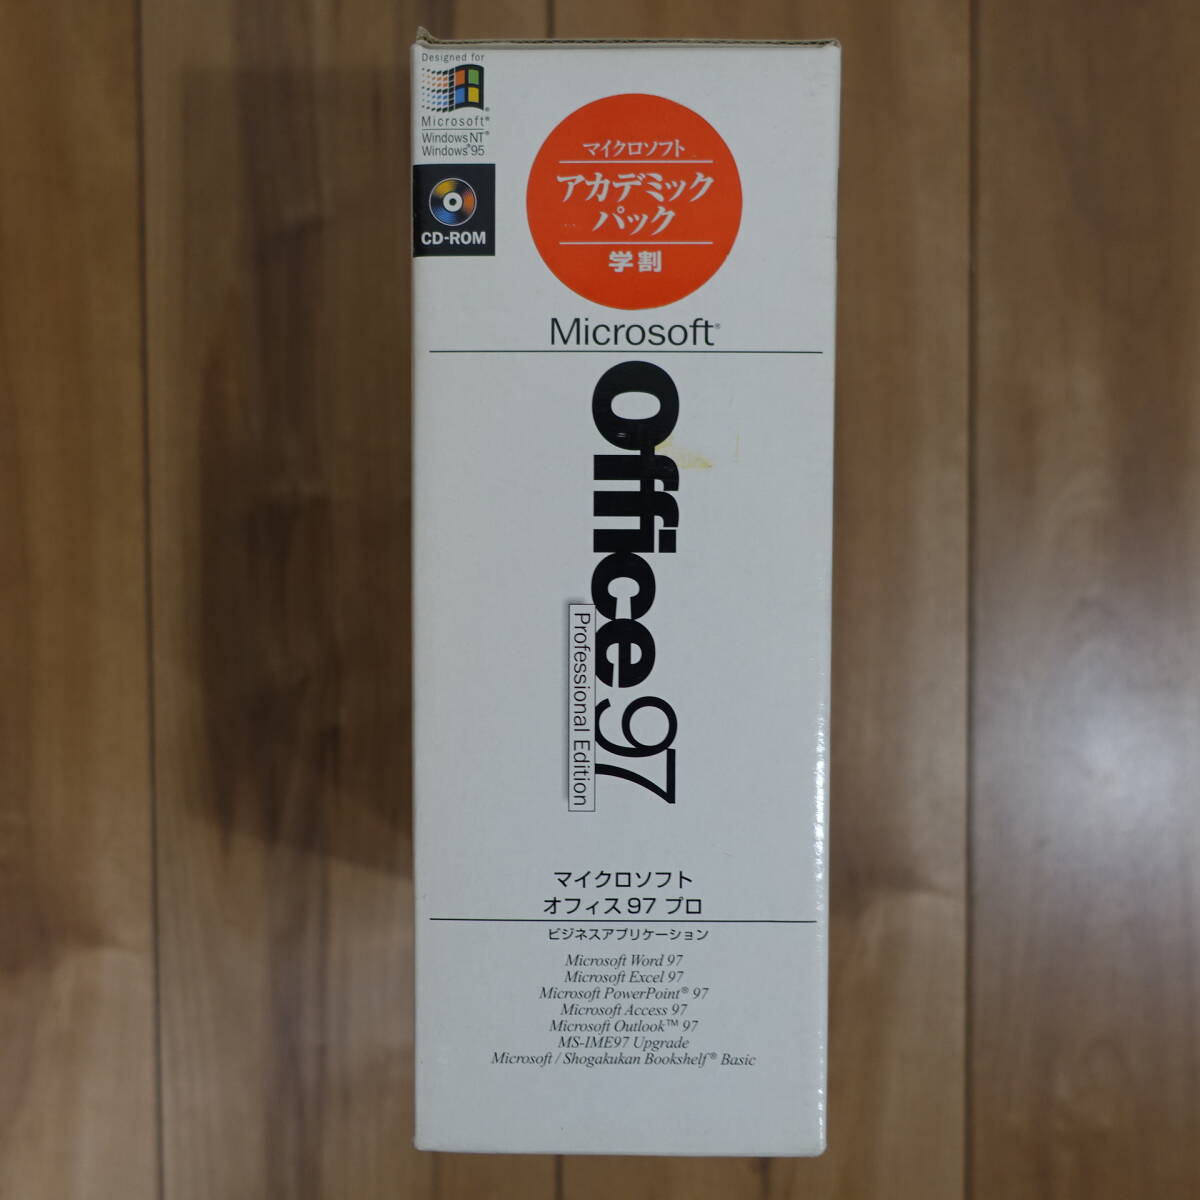 Designed for
Microsoft®
Windows NT®
Windows®95
CD-ROM
マイクロソフト
アカデミック
パック
学割
Microsoft®
Office 97
Professional Edition
マイクロソフト
オフィス 97 プロ
ビジネスアプリケーション
Microsoft Word 97
Microsoft Excel 97
Microsoft PowerPoint® 97
Microsoft Access 97
Microsoft Outlook™ 97
MS-IME97 Upgrade
Microsoft / Shogakukan Bookshelf® Basic